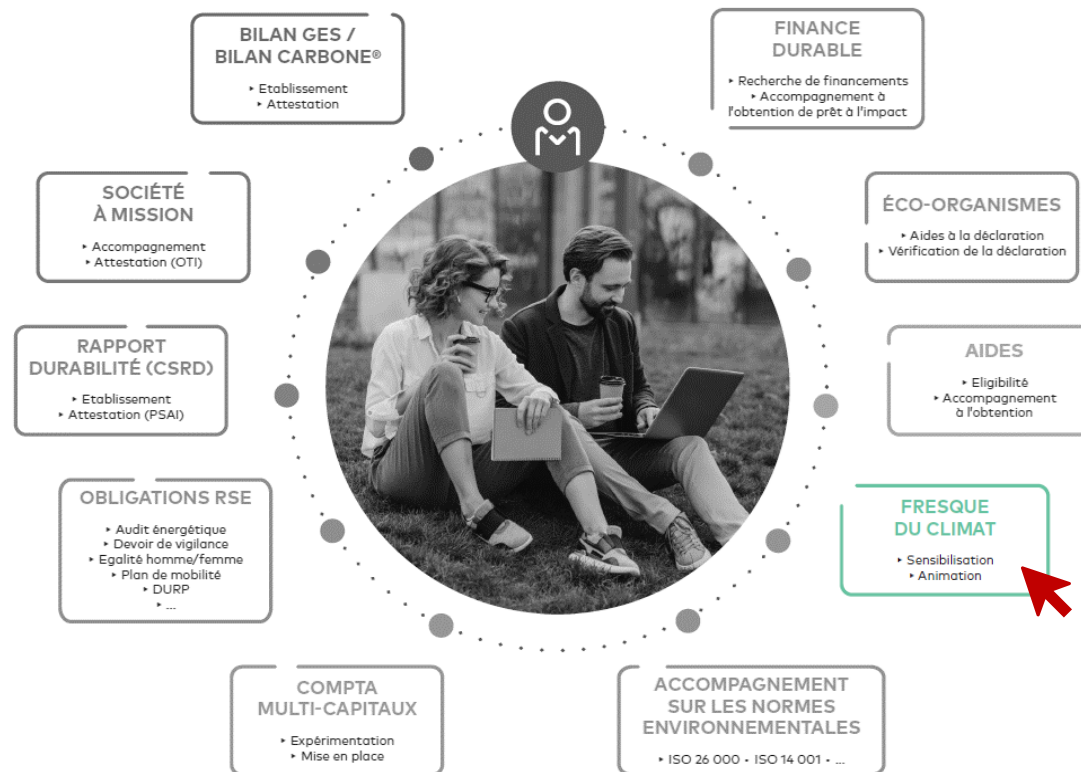 BILAN GES /
BILAN CARBONE®
‣ Etablissement
‣ Attestation
FINANCE
DURABLE
‣ Recherche de financements
‣ Accompagnement à
l'obtention de prêt à l'impact
SOCIÉTÉ
À MISSION
‣ Accompagnement
‣ Attestation (OTI)
ÉCO-ORGANISMES
‣ Aides à la déclaration
‣ Vérification de la déclaration
RAPPORT
DURABILITÉ (CSRD)
‣ Etablissement
‣ Attestation (PSAI)
AIDES
‣ Eligibilité
‣ Accompagnement
à l'obtention
OBLIGATIONS RSE
‣ Audit énergétique
‣ Devoir de vigilance
‣ Egalité homme/femme
‣ Plan de mobilité
‣ DURP
‣ ...
FRESQUE
DU CLIMAT
‣ Sensibilisation
‣ Animation
COMPTA
MULTI-CAPITAUX
‣ Expérimentation
‣ Mise en place
ACCOMPAGNEMENT
SUR LES NORMES
ENVIRONNEMENTALES
‣ ISO 26 000 • ISO 14 001 • ...